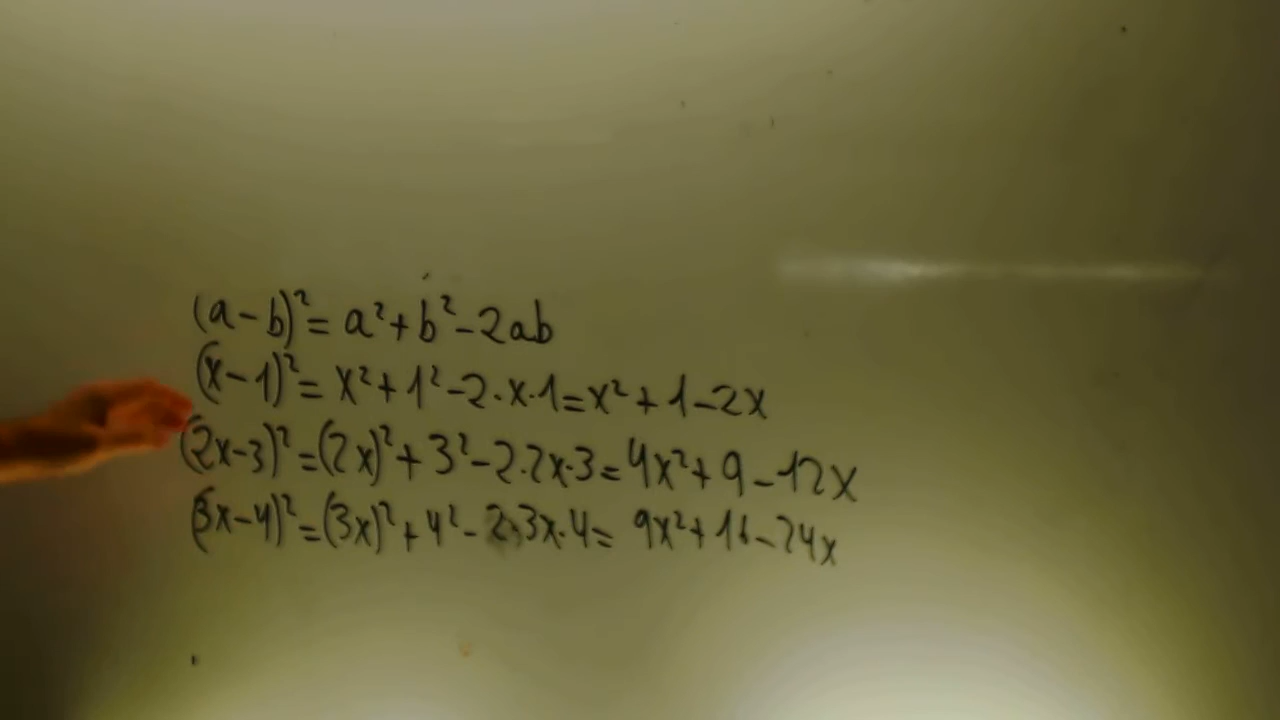 (a-b)²=a²+b²-2ab
(x-1)²=x²+1²-2·x·1=x²+1-2x
(2x-3)²=(2x)²+3²-2·2x·3=4x²+9-12x
(3x-4)²=(3x)²+4²-2·3x·4=9x²+16-24x